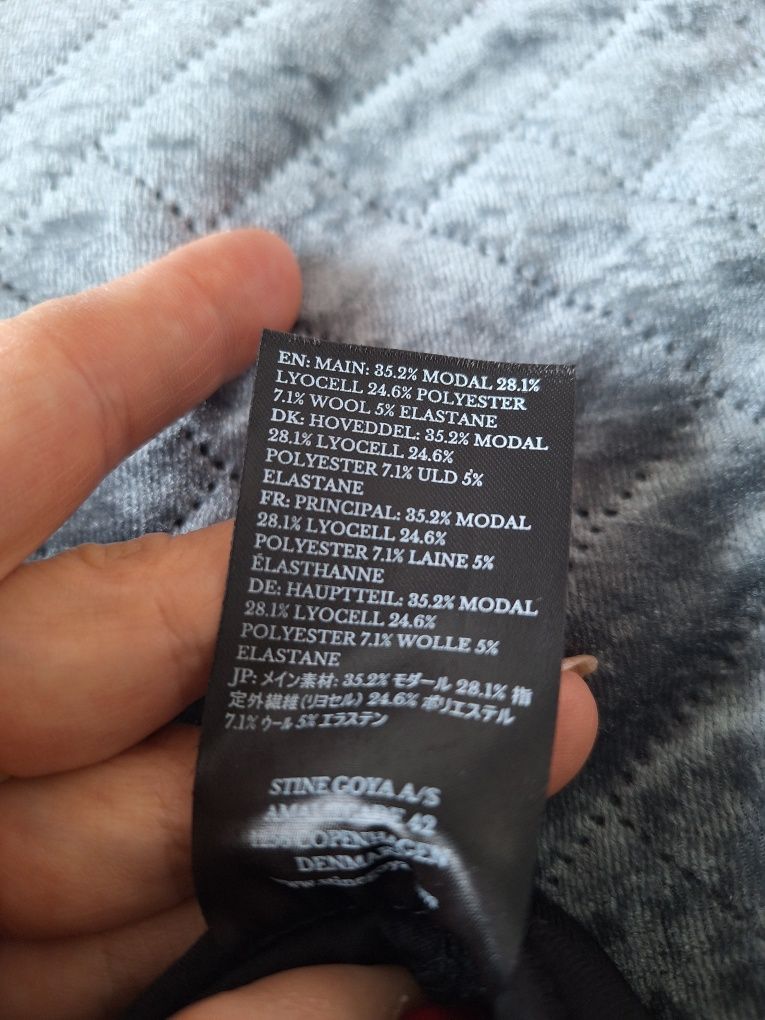 EN: MAIN: 35.2% MODAL 28.1%
LYOCELL 24.6% POLYESTER
7.1% WOOL 5% ELASTANE
DK: HOVEDDEL: 35.2% MODAL
28.1% LYOCELL 24.6%
POLYESTER 7.1% ULD 5%
ELASTANE
FR: PRINCIPAL: 35.2% MODAL
28.1% LYOCELL 24.6%
POLYESTER 7.1% LAINE 5%
ÉLASTHANNE
DE: HAUPTTEIL: 35.2% MODAL
28.1% LYOCELL 24.6%
POLYESTER 7.1% WOLLE 5%
ELASTANE
JP: メイン素材: 35.2% モダール 28.1% 指
定外繊維(リヨセル) 24.6% ポリエステル
7.1% ウール 5% エラステン
STINE GOYA A/S
42
COPENHAGEN
DENMARK